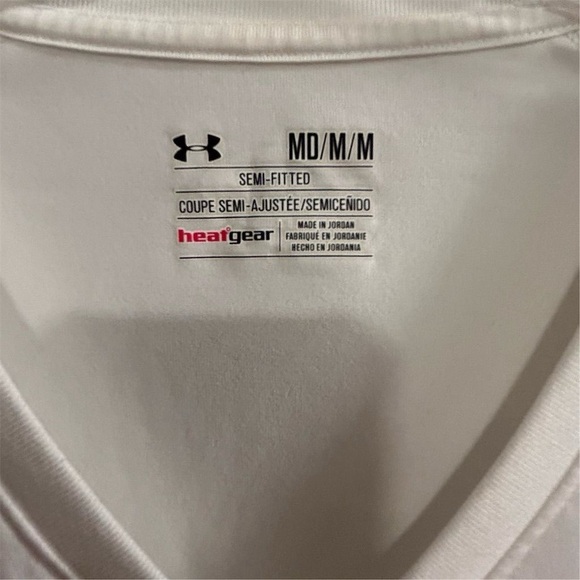 MD/M/M
SEMI-FITTED
COUPE SEMI-AJUSTÉE/SEMICEÑIDO
heatgear
MADE IN JORDAN
FABRIQUÉ EN JORDANIE
HECHO EN JORDANIA